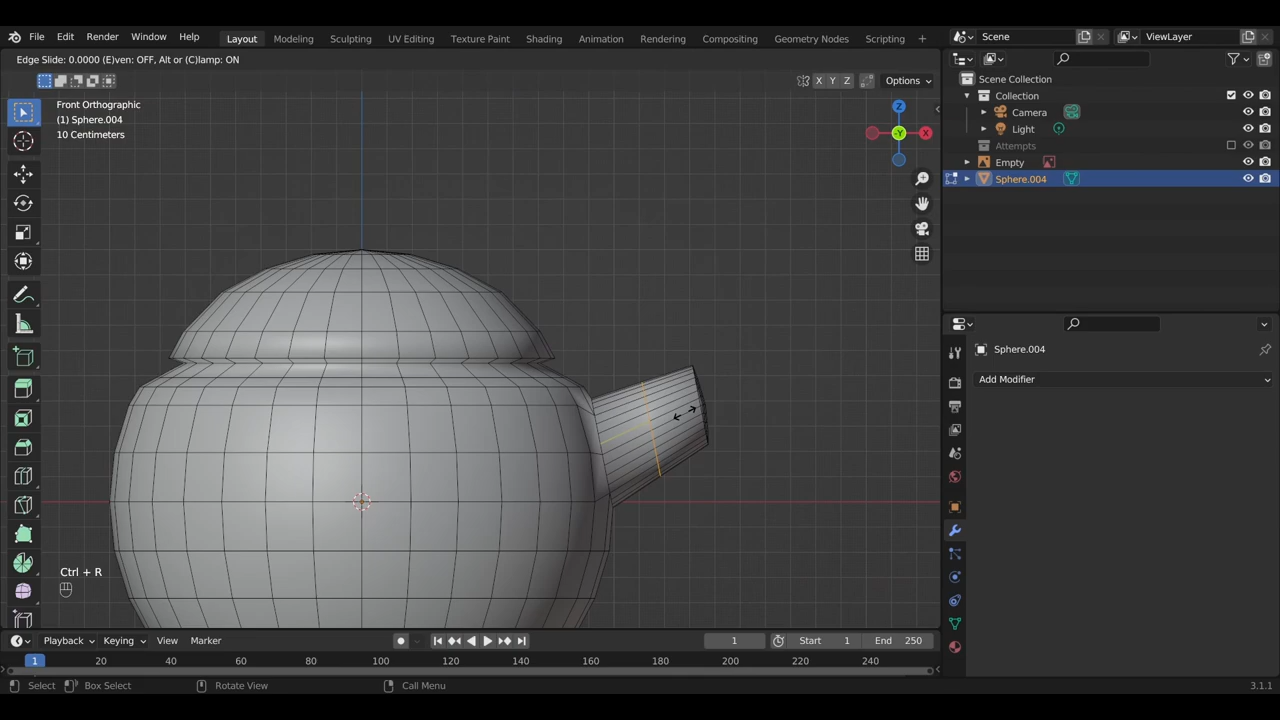 File Edit Render Window Help Layout Modeling Sculpting UV Editing Texture Paint Shading Animation Rendering Compositing Geometry Nodes Scripting + Scene ViewLayer
Edge Slide: 0.0000 (E)ven: OFF, Alt or (C)lamp: ON
X Y Z Options
Front Orthographic
(1) Sphere.004
10 Centimeters
Z
-Y
X
Ctrl + R
Scene Collection
Collection
Camera
Light
Attempts
Empty
Sphere.004
Sphere.004
Add Modifier
Playback Keying View Marker 1 Start 1 End 250
1 20 40 60 80 100 120 140 160 180 200 220 240
Select Box Select Rotate View Call Menu 3.1.1